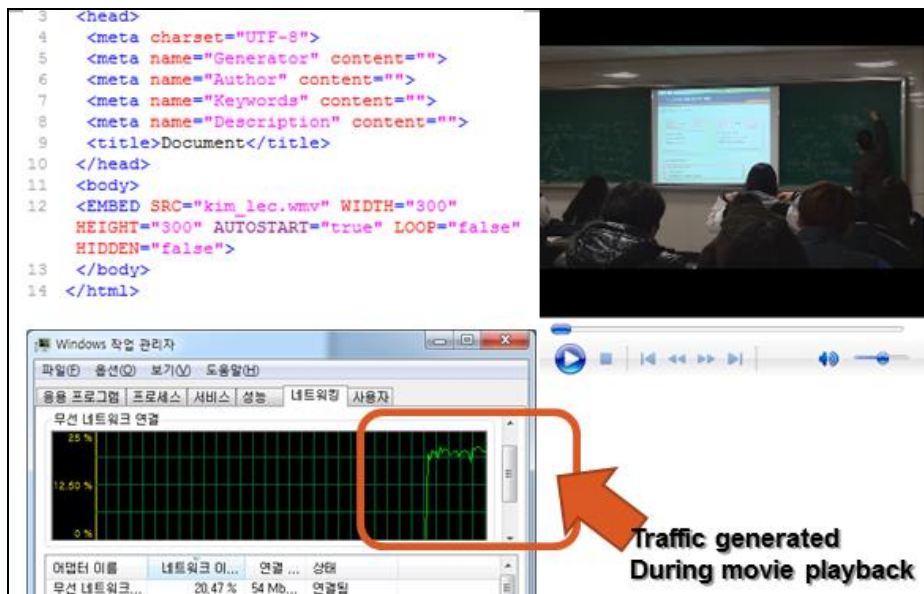 3 <head>
4 <meta charset="UTF-8">
5 <meta name="Generator" content="">
6 <meta name="Author" content="">
7 <meta name="Keywords" content="">
8 <meta name="Description" content="">
9 <title>Document</title>
10 </head>
11 <body>
12 <EMBED SRC="kim_lec.wmv" WIDTH="300"
HEIGHT="300" AUTOSTART="true" LOOP="false"
HIDDEN="false">
13 </body>
14 </html>
Windows 작업 관리자
파일(F) 옵션(O) 보기(V) 도움말(H)
응용 프로그램 프로세스 서비스 성능 네트워킹 사용자
무선 네트워크 연결
25 %
12.50 %
0 %
어댑터 이름 네트워크 이... 연결 ... 상태
무선 네트워크... 20.47 % 54 Mb... 연결됨
Traffic generated
During movie playback